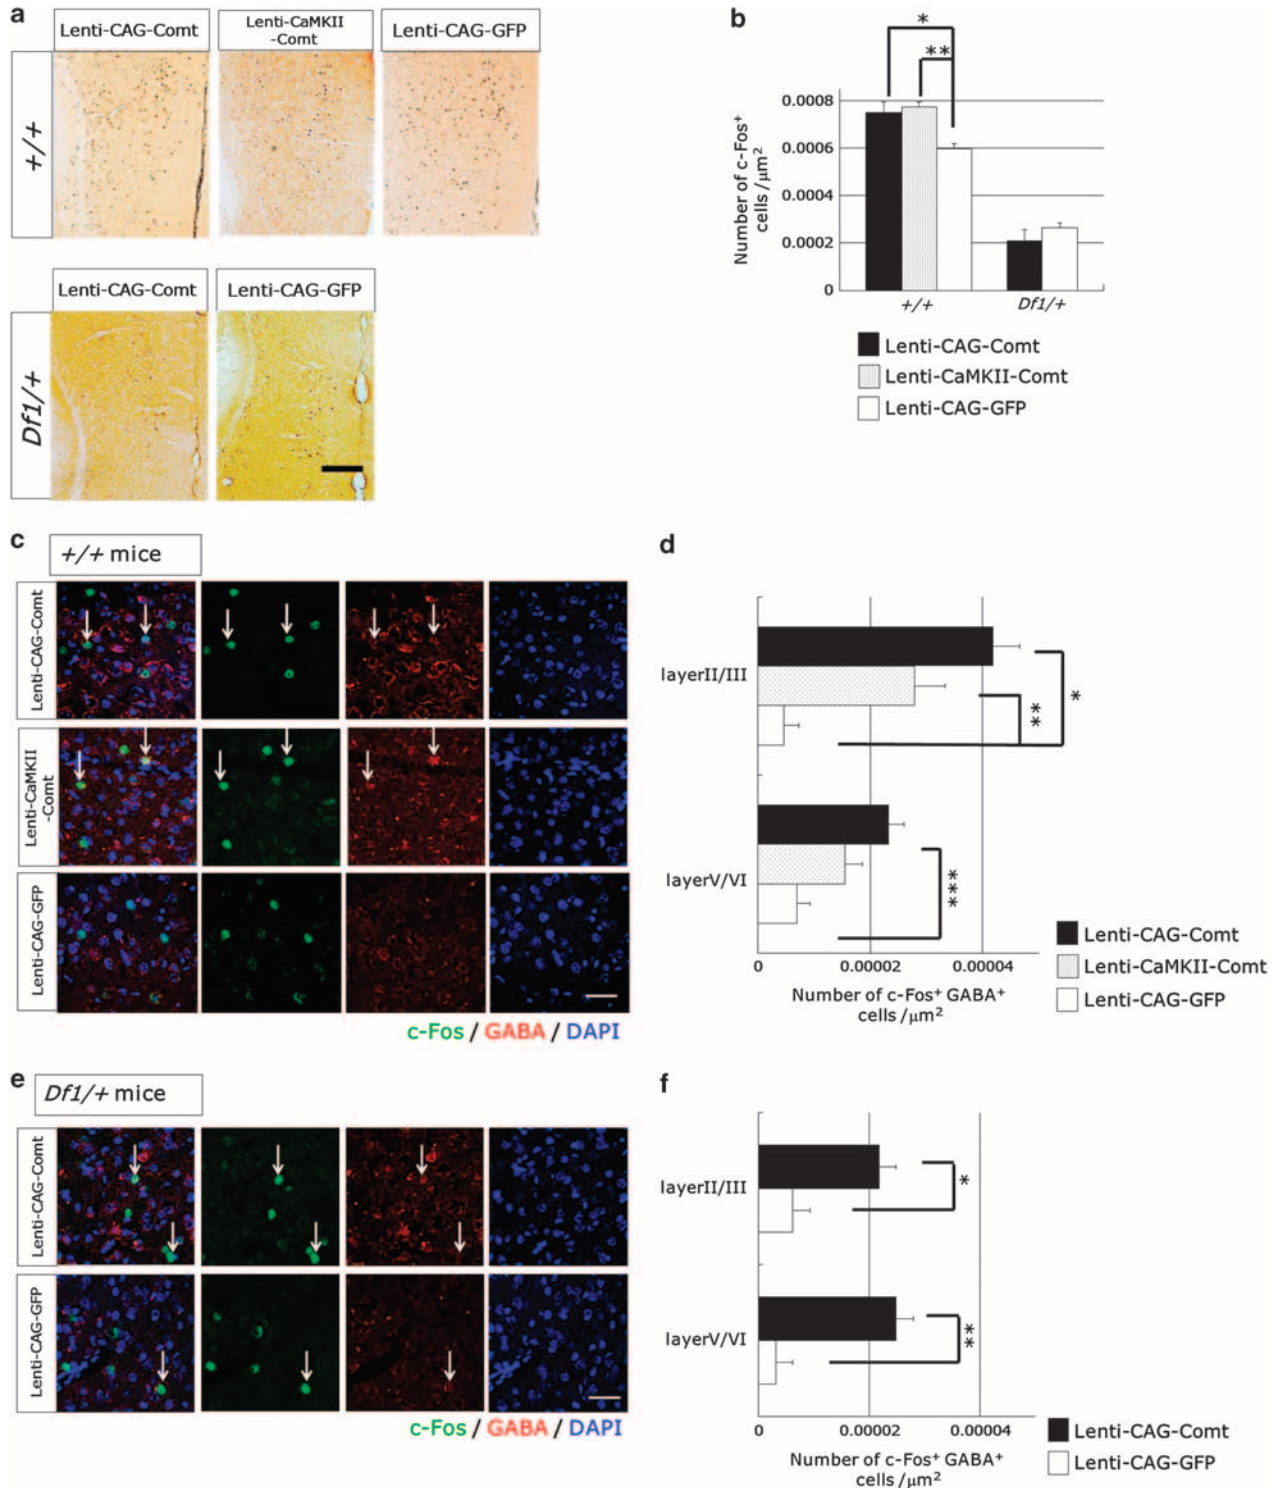 a
Lenti-CAG-Comt
Lenti-CaMKII
-Comt
Lenti-CAG-GFP
+/+
Lenti-CAG-Comt
Lenti-CAG-GFP
Df1/+
b
*
**
0.0008
0.0006
0.0004
0.0002
0
Number of c-Fos⁺
cells /μm²
+/+
Df1/+
Lenti-CAG-Comt
Lenti-CaMKII-Comt
Lenti-CAG-GFP
c
+/+ mice
Lenti-CAG-Comt
Lenti-CaMKII
-Comt
Lenti-CAG-GFP
c-Fos / GABA / DAPI
d
layerII/III
*
**
layerV/VI
***
0
0.00002
0.00004
Number of c-Fos⁺ GABA⁺
cells /μm²
Lenti-CAG-Comt
Lenti-CaMKII-Comt
Lenti-CAG-GFP
e
Df1/+ mice
Lenti-CAG-Comt
Lenti-CAG-GFP
c-Fos / GABA / DAPI
f
layerII/III
*
layerV/VI
**
0
0.00002
0.00004
Number of c-Fos⁺ GABA⁺
cells /μm²
Lenti-CAG-Comt
Lenti-CAG-GFP